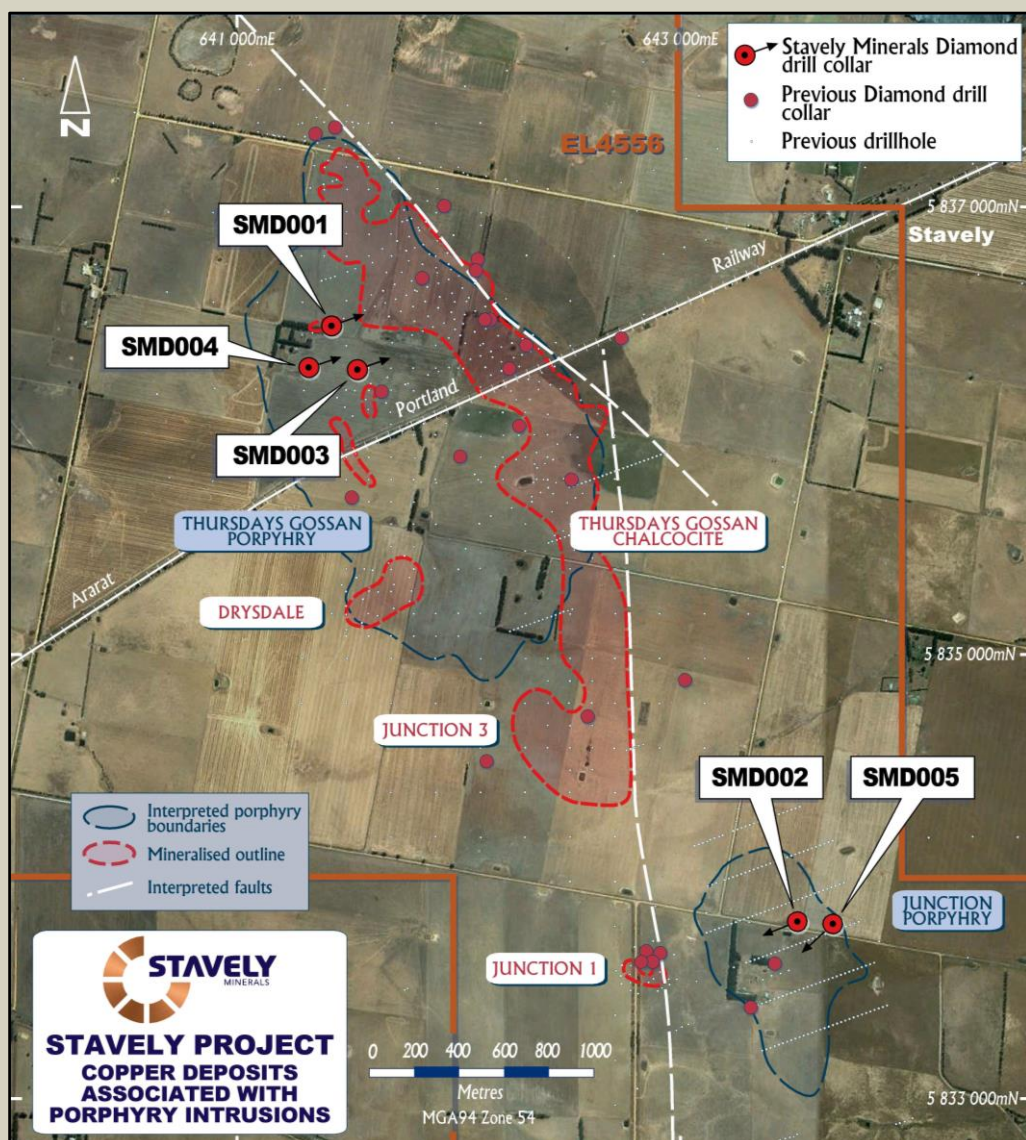 641 000mE
643 000mE
N
Stavely Minerals Diamond
drill collar
Previous Diamond drill
collar
Previous drillhole
EL4556
5 837 000mN
Stavely
SMD001
Railway
SMD004
Portland
SMD003
THURSDAYS GOSSAN
PORPYHRY
THURSDAYS GOSSAN
CHALCOCITE
Ararat
DRYSDALE
5 835 000mN
JUNCTION 3
SMD002
SMD005
Interpreted porphyry
boundaries
Mineralised outline
Interpreted faults
JUNCTION
PORPYHRY
JUNCTION 1
STAVELY
MINERALS
STAVELY PROJECT
COPPER DEPOSITS
ASSOCIATED WITH
PORPHYRY INTRUSIONS
0 200 400 600 800 1000
Metres
MGA94 Zone 54
5 833 000mN